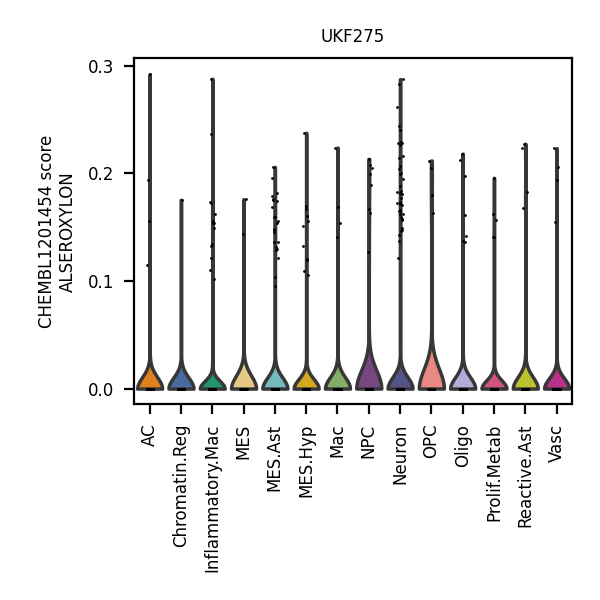 UKF275
CHEMBL1201454 score
ALSEROXYLON
0.3
0.2
0.1
0.0
AC
Chromatin.Reg
Inflammatory.Mac
MES
MES.Ast
MES.Hyp
Mac
NPC
Neuron
OPC
Oligo
Prolif.Metab
Reactive.Ast
Vasc